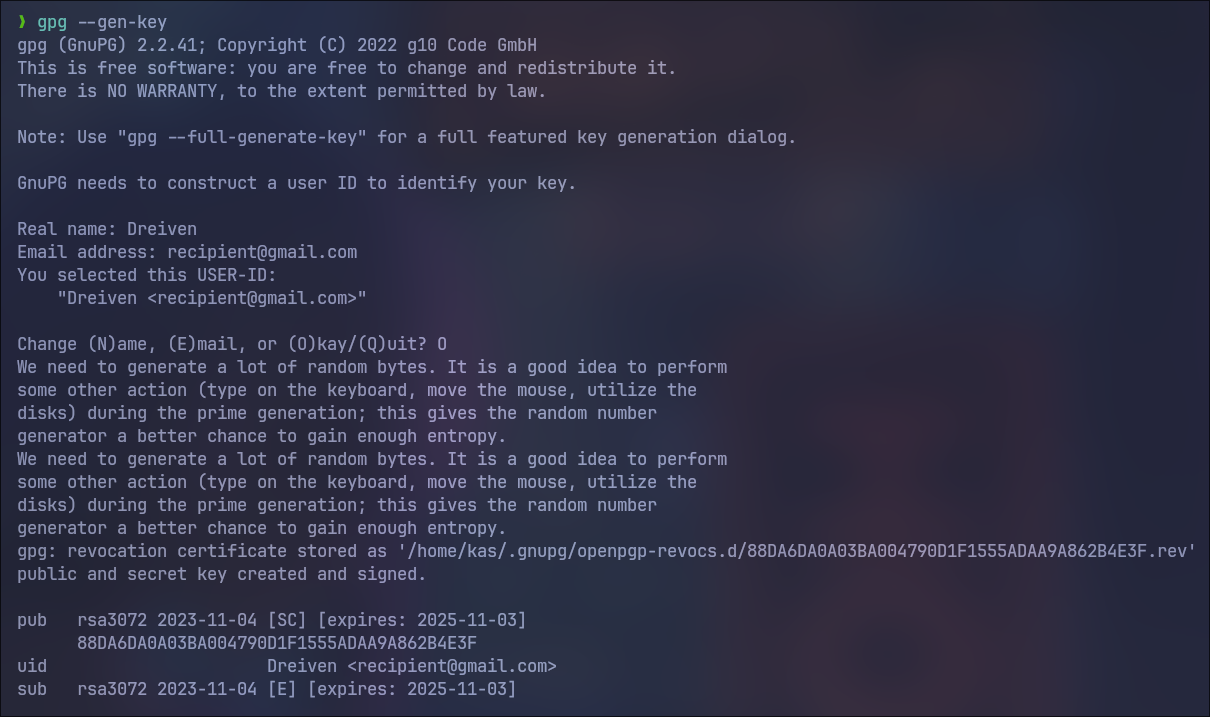 ❯ gpg --gen-key
gpg (GnuPG) 2.2.41; Copyright (C) 2022 g10 Code GmbH
This is free software: you are free to change and redistribute it.
There is NO WARRANTY, to the extent permitted by law.

Note: Use "gpg --full-generate-key" for a full featured key generation dialog.

GnuPG needs to construct a user ID to identify your key.

Real name: Dreiven
Email address: recipient@gmail.com
You selected this USER-ID:
    "Dreiven <recipient@gmail.com>"

Change (N)ame, (E)mail, or (O)kay/(Q)uit? O
We need to generate a lot of random bytes. It is a good idea to perform
some other action (type on the keyboard, move the mouse, utilize the
disks) during the prime generation; this gives the random number
generator a better chance to gain enough entropy.
We need to generate a lot of random bytes. It is a good idea to perform
some other action (type on the keyboard, move the mouse, utilize the
disks) during the prime generation; this gives the random number
generator a better chance to gain enough entropy.
gpg: revocation certificate stored as '/home/kas/.gnupg/openpgp-revocs.d/88DA6DA0A03BA004790D1F1555ADAA9A862B4E3F.rev'
public and secret key created and signed.

pub   rsa3072 2023-11-04 [SC] [expires: 2025-11-03]
      88DA6DA0A03BA004790D1F1555ADAA9A862B4E3F
uid                      Dreiven <recipient@gmail.com>
sub   rsa3072 2023-11-04 [E] [expires: 2025-11-03]